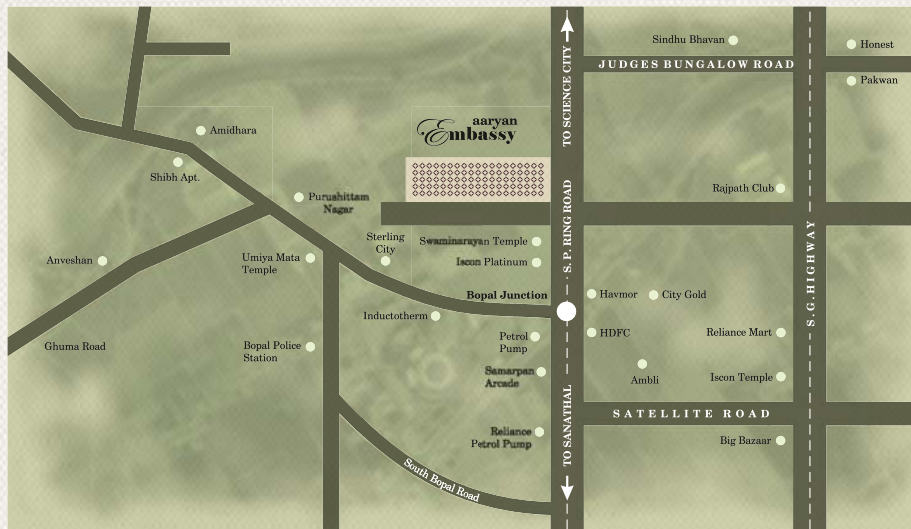 Sindhu Bhavan
Honest
JUDGES BUNGALOW ROAD
Pakwan
TO SCIENCE CITY
aaryan
Embassy
Amidhara
Shibh Apt.
Rajpath Club
Purushittam
Nagar
S. P. RING ROAD
Sterling
City
Swaminarayan Temple
Iscon Platinum
Anveshan
Umiya Mata
Temple
S.G.HIGHWAY
Bopal Junction
Havmor
City Gold
Inductotherm
HDFC
Reliance Mart
Petrol
Pump
Ghuma Road
Bopal Police
Station
Samarpan
Arcade
Ambli
Iscon Temple
TO SANATHAL
SATELLITE ROAD
Reliance
Petrol Pump
Big Bazaar
South Bopal Road